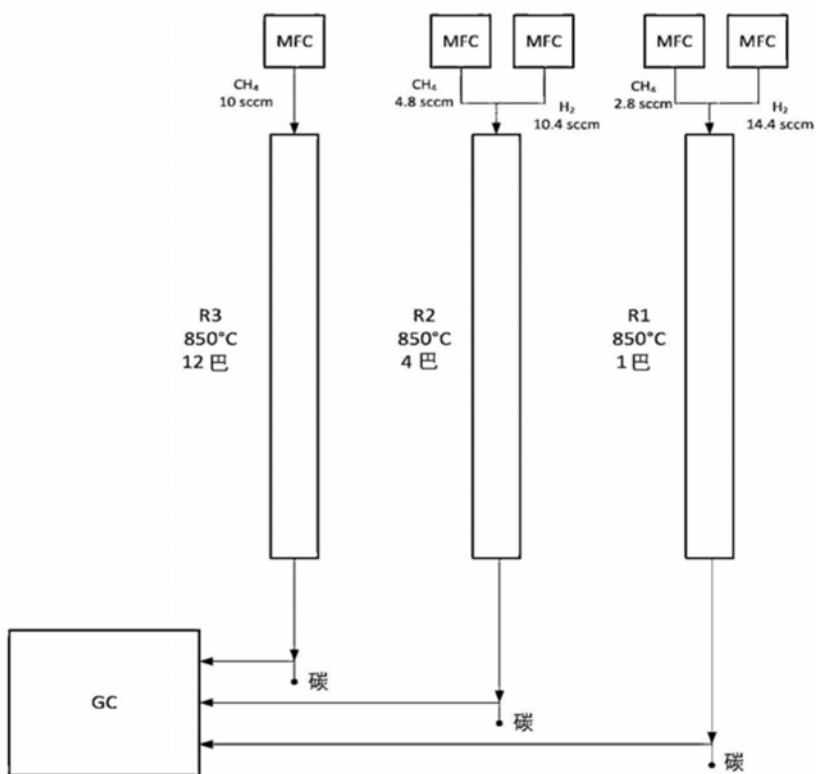 MFC
MFC
MFC
MFC
MFC
CH₄
10 sccm
CH₄
4.8 sccm
H₂
10.4 sccm
CH₄
2.8 sccm
H₂
14.4 sccm
R3
850°C
12 巴
R2
850°C
4 巴
R1
850°C
1 巴
碳
GC
碳
碳